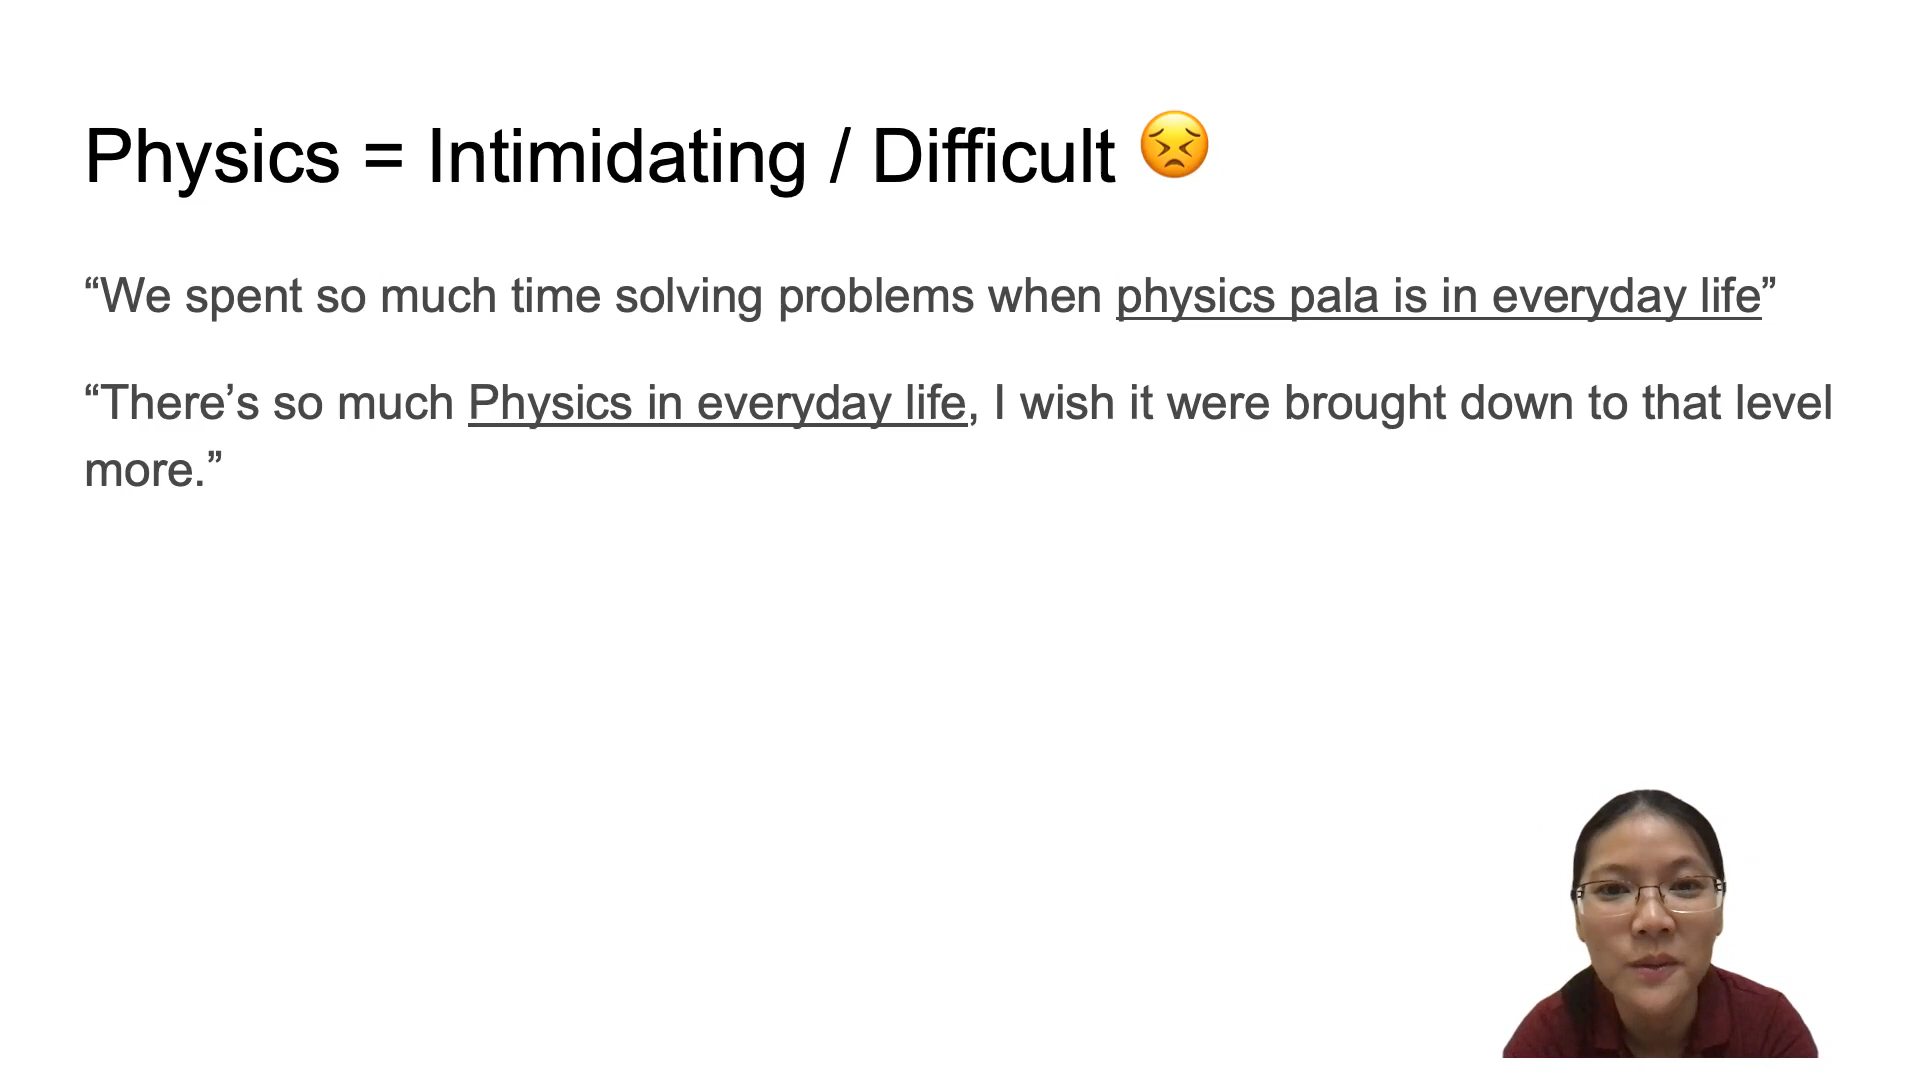 Physics = Intimidating / Difficult 😣
“We spent so much time solving problems when physics pala is in everyday life”
“There’s so much Physics in everyday life, I wish it were brought down to that level
more.”